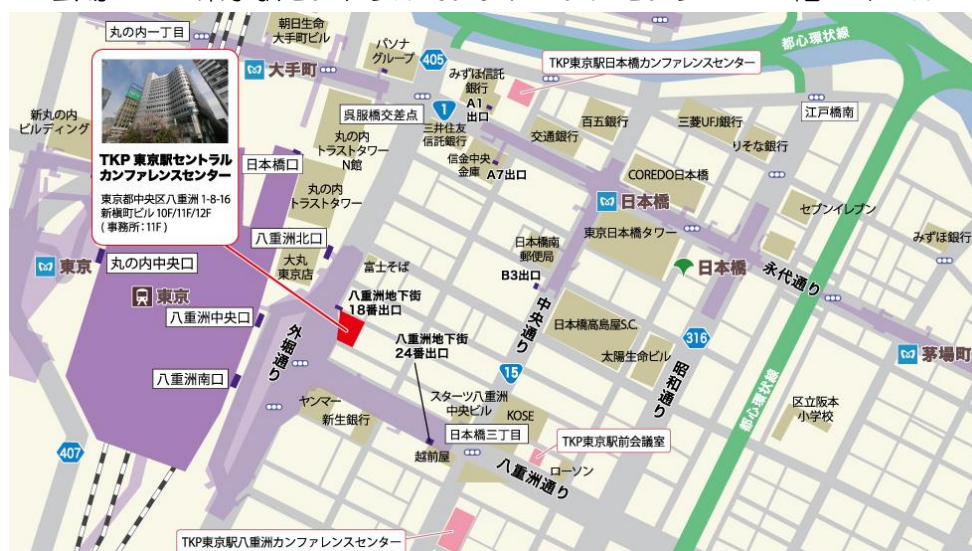 丸の内一丁目
朝日生命
大手町ビル
パソナ
グループ
405
都心環状線
大手町
みずほ信託
銀行
A1
出口
TKP東京駅日本橋カンファレンスセンター
呉服橋交差点
1
三井住友
信託銀行
百五銀行
三菱UFJ銀行
江戸橋南
新丸の内
ビルディング
丸の内
トラストタワー
N館
交通銀行
りそな銀行
信金中央
金庫
A7出口
TKP 東京駅セントラル
カンファレンスセンター
東京都中央区八重洲 1-8-16
新槇町ビル 10F/11F/12F
( 事務所：11F )
日本橋口
丸の内
トラストタワー
COREDO日本橋
日本橋
セブンイレブン
八重洲北口
日本橋南
郵便局
東京日本橋タワー
みずほ銀行
東京
丸の内中央口
大丸
東京店
富士そば
B3出口
日本橋
永代通り
東京
八重洲地下街
18番出口
八重洲中央口
外堀通り
中央通り
日本橋高島屋S.C.
316
八重洲地下街
24番出口
太陽生命ビル
昭和通り
茅場町
八重洲南口
15
都心環状線
ヤンマー
新生銀行
スターツ八重洲
中央ビル
KOSE
区立阪本
小学校
日本橋三丁目
TKP東京駅前会議室
407
越前屋
八重洲通り
ローソン
TKP東京駅八重洲カンファレンスセンター